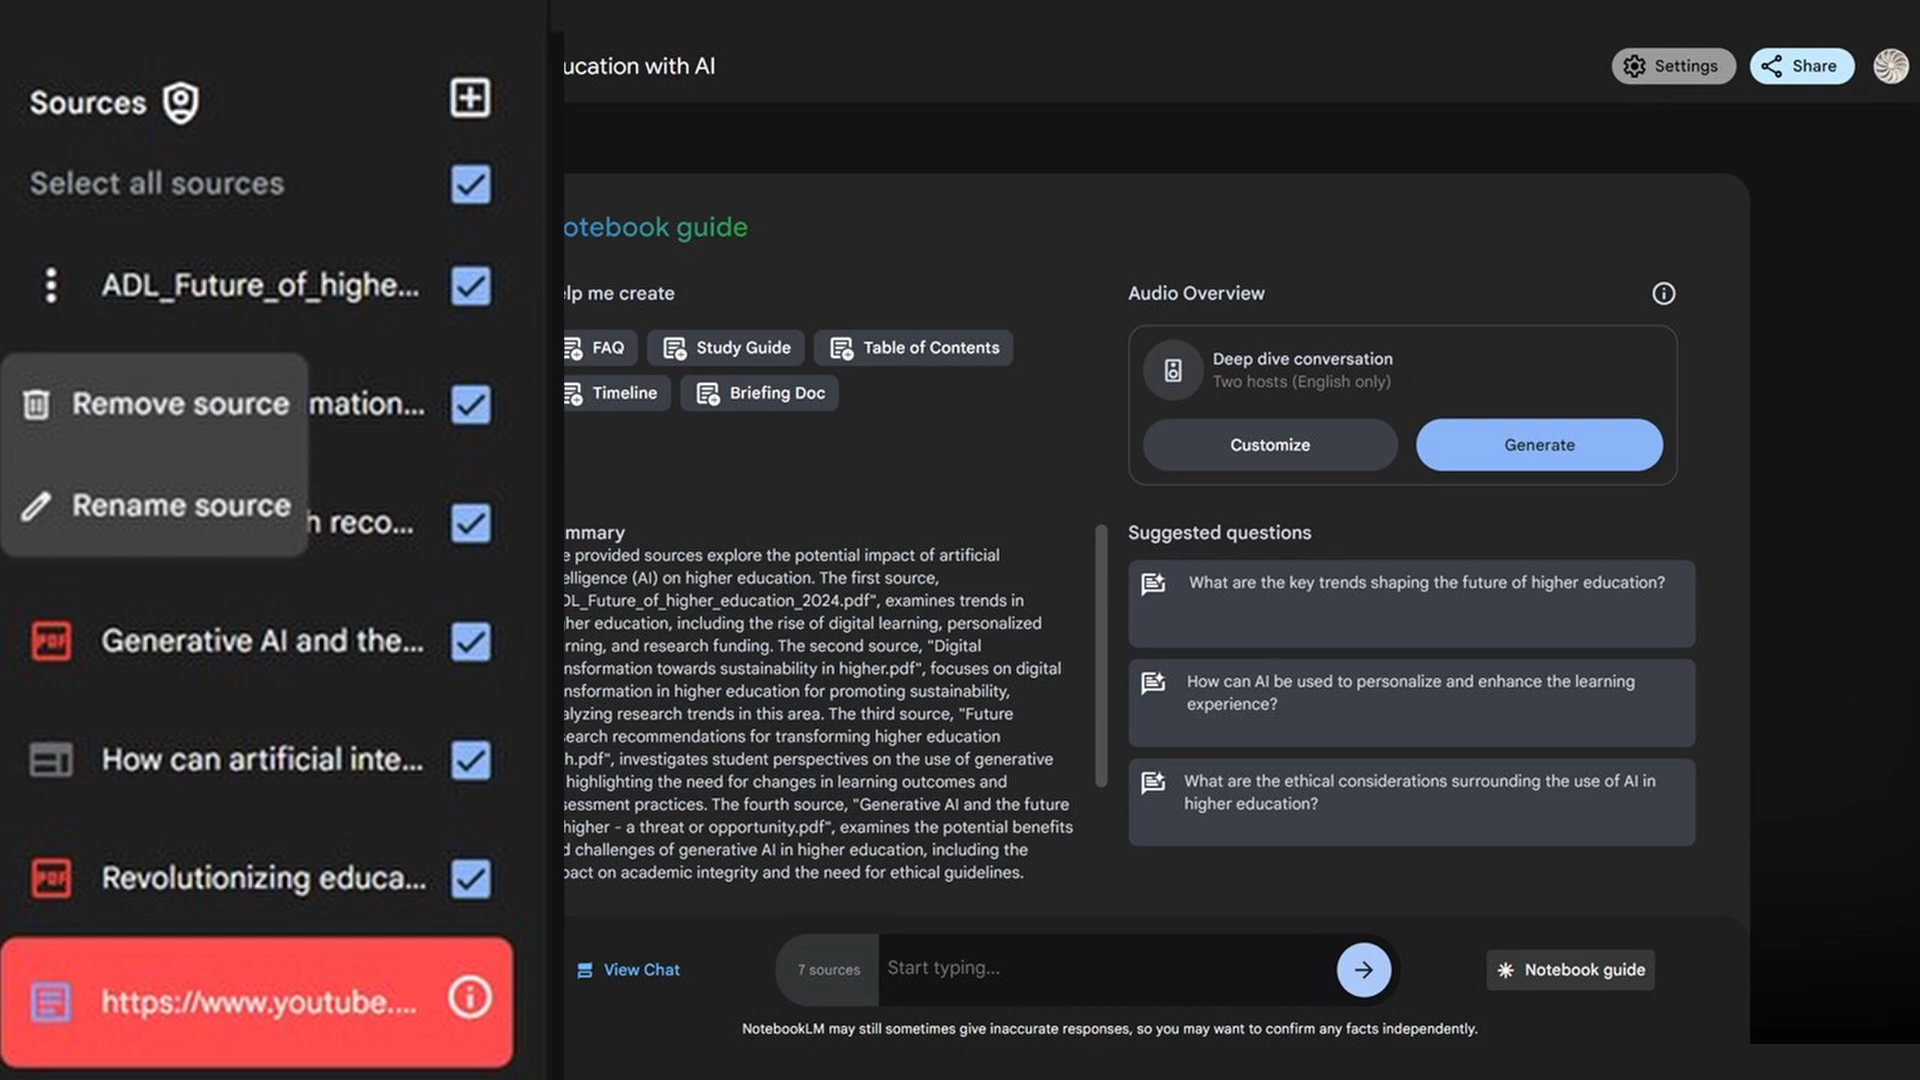 Sources
Select all sources
ADL_Future_of_highe...
Remove source
mation...
Rename source
h reco...
PDF
Generative AI and the...
How can artificial inte...
PDF
Revolutionizing educa...
https://www.youtube....
ucation with AI
Settings
Share
otebook guide
elp me create
FAQ
Study Guide
Table of Contents
Timeline
Briefing Doc
Audio Overview
Deep dive conversation
Two hosts (English only)
Customize
Generate
mmary
e provided sources explore the potential impact of artificial
elligence (AI) on higher education. The first source,
DL_Future_of_higher_education_2024.pdf", examines trends in
her education, including the rise of digital learning, personalized
rning, and research funding. The second source, "Digital
nsformation towards sustainability in higher.pdf", focuses on digital
nsformation in higher education for promoting sustainability,
alyzing research trends in this area. The third source, "Future
earch recommendations for transforming higher education
h.pdf", investigates student perspectives on the use of generative
highlighting the need for changes in learning outcomes and
sessment practices. The fourth source, "Generative AI and the future
higher - a threat or opportunity.pdf", examines the potential benefits
d challenges of generative AI in higher education, including the
pact on academic integrity and the need for ethical guidelines.
Suggested questions
What are the key trends shaping the future of higher education?
How can AI be used to personalize and enhance the learning
experience?
What are the ethical considerations surrounding the use of AI in
higher education?
View Chat
7 sources
Start typing...
Notebook guide
NotebookLM may still sometimes give inaccurate responses, so you may want to confirm any facts independently.